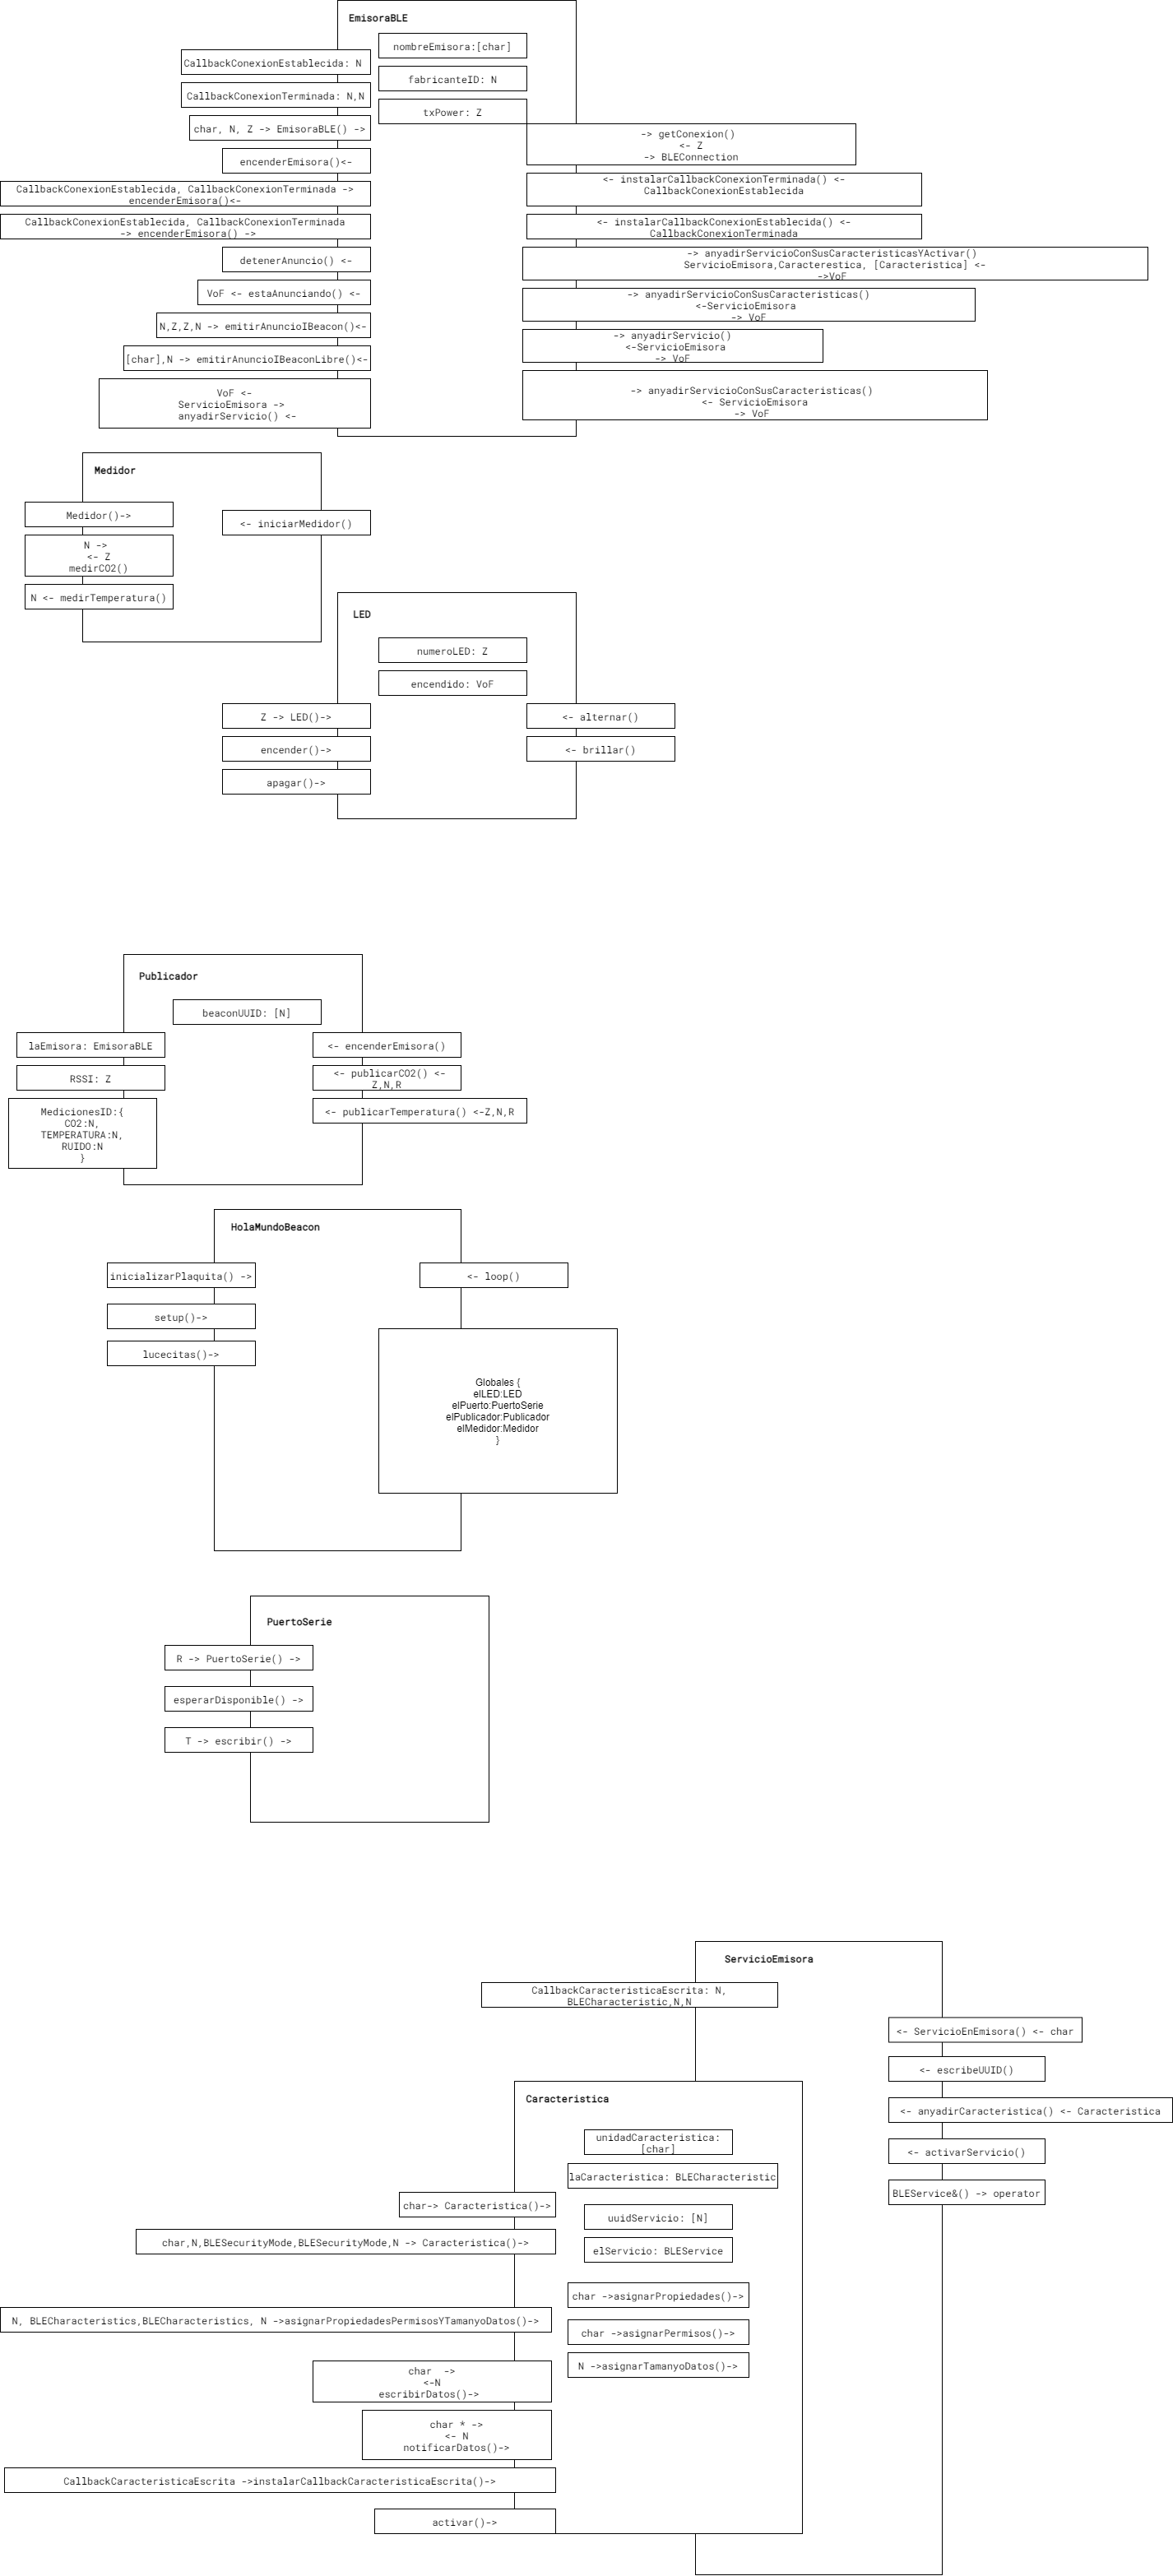 EmisoraBLE
nombreEmisora:[char]
fabricanteID: N
txPower: Z
CallbackConexionEstablecida: N
CallbackConexionTerminada: N,N
char, N, Z -> EmisoraBLE() ->
encenderEmisora()<-
CallbackConexionEstablecida, CallbackConexionTerminada ->
encenderEmisora()<-
CallbackConexionEstablecida, CallbackConexionTerminada
-> encenderEmisora() ->
detenerAnuncio() <-
VoF <- estaAnunciando() <-
N,Z,Z,N -> emitirAnuncioIBeacon()<-
[char],N -> emitirAnuncioIBeaconLibre()<-
VoF <-
ServicioEmisora ->
anyadirServicio() <-
-> getConexion()
<- Z
-> BLEConnection
<- instalarCallbackConexionTerminada() <-
CallbackConexionEstablecida
<- instalarCallbackConexionEstablecida() <-
CallbackConexionTerminada
-> anyadirServicioConSusCaracteristicasYActivar()
ServicioEmisora,Caracterestica, [Caracteristica] <-
->VoF
-> anyadirServicioConSusCaracteristicas()
<-ServicioEmisora
-> VoF
-> anyadirServicio()
<-ServicioEmisora
-> VoF
-> anyadirServicioConSusCaracteristicas()
<- ServicioEmisora
-> VoF
Medidor
Medidor()->
N ->
<- Z
medirCO2()
N <- medirTemperatura()
<- iniciarMedidor()
LED
numeroLED: Z
encendido: VoF
Z -> LED()->
encender()->
apagar()->
<- alternar()
<- brillar()
Publicador
beaconUUID: [N]
laEmisora: EmisoraBLE
RSSI: Z
MedicionesID:{
CO2:N,
TEMPERATURA:N,
RUIDO:N
}
<- encenderEmisora()
<- publicarCO2() <-
Z,N,R
<- publicarTemperatura() <-Z,N,R
HolaMundoBeacon
inicializarPlaquita() ->
setup()->
lucecitas()->
<- loop()
Globales {
elLED:LED
elPuerto:PuertoSerie
elPublicador:Publicador
elMedidor:Medidor
}
PuertoSerie
R -> PuertoSerie() ->
esperarDisponible() ->
T -> escribir() ->
ServicioEmisora
CallbackCaracteristicaEscrita: N,
BLECharacteristic,N,N
<- ServicioEnEmisora() <- char
<- escribeUUID()
<- anyadirCaracteristica() <- Caracteristica
<- activarServicio()
BLEService&() -> operator
Caracteristica
unidadCaracteristica:
[char]
laCaracteristica: BLECharacteristic
uuidServicio: [N]
elServicio: BLEService
char ->asignarPropiedades()->
char ->asignarPermisos()->
N ->asignarTamanyoDatos()->
char-> Caracteristica()->
char,N,BLESecurityMode,BLESecurityMode,N -> Caracteristica()->
N, BLECharacteristics,BLECharacteristics, N ->asignarPropiedadesPermisosYTamanyoDatos()->
char  ->
<-N
escribirDatos()->
char * ->
<- N
notificarDatos()->
CallbackCaracteristicaEscrita ->instalarCallbackCaracteristicaEscrita()->
activar()->